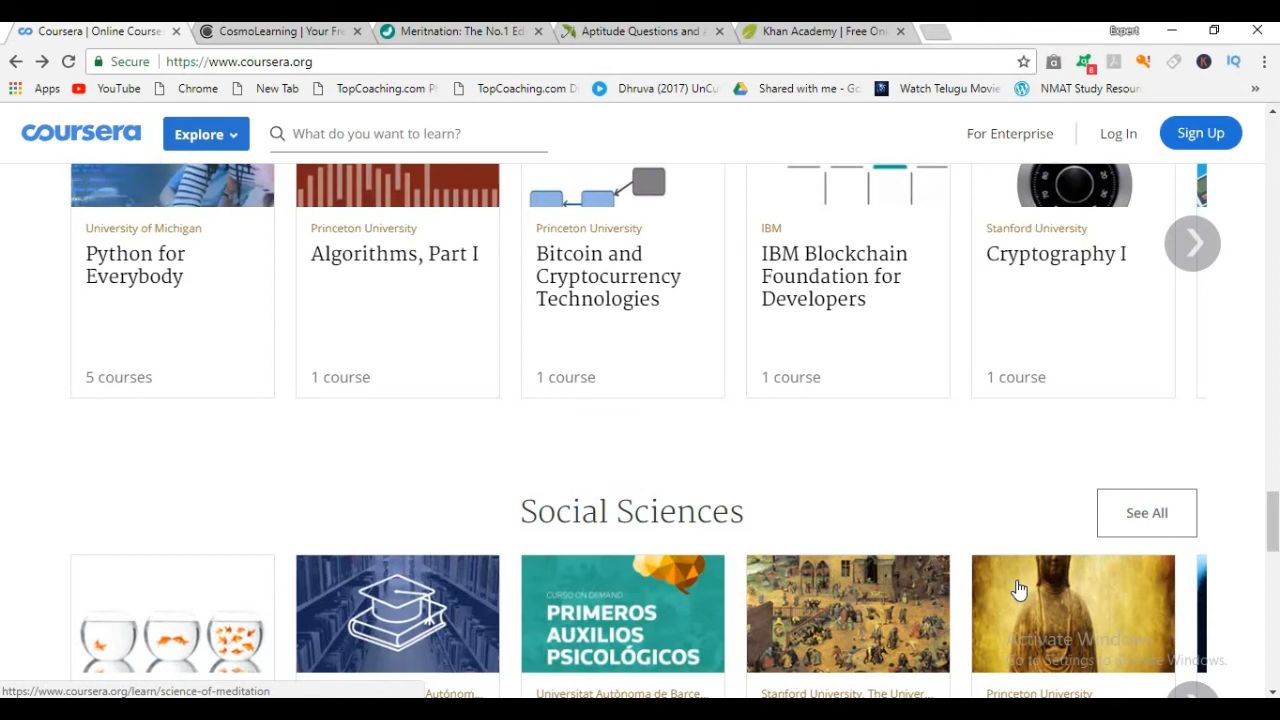 Coursera | Online Course
CosmoLearning | Your Fr
Meritnation: The No.1 Ed
Aptitude Questions and
Khan Academy | Free Onl
Expert
Secure
https://www.coursera.org
Apps
YouTube
Chrome
New Tab
TopCoaching.com P
TopCoaching.com D
Dhruva (2017) UnCu
Shared with me - Go
Watch Telugu Movie
NMAT Study Resour
»
coursera
Explore
What do you want to learn?
For Enterprise
Log In
Sign Up
University of Michigan
Python for
Everybody
5 courses
Princeton University
Algorithms, Part I
1 course
Princeton University
Bitcoin and
Cryptocurrency
Technologies
1 course
IBM
IBM Blockchain
Foundation for
Developers
1 course
Stanford University
Cryptography I
1 course
Social Sciences
See All
CURSO ON DEMAND
PRIMEROS
AUXILIOS
PSICOLÓGICOS
Activate Windows
Go to Settings to activate Windows.
https://www.coursera.org/learn/science-of-meditation
Autónom...
Universitat Autònoma de Barce...
Stanford University, The Univer...
Princeton University